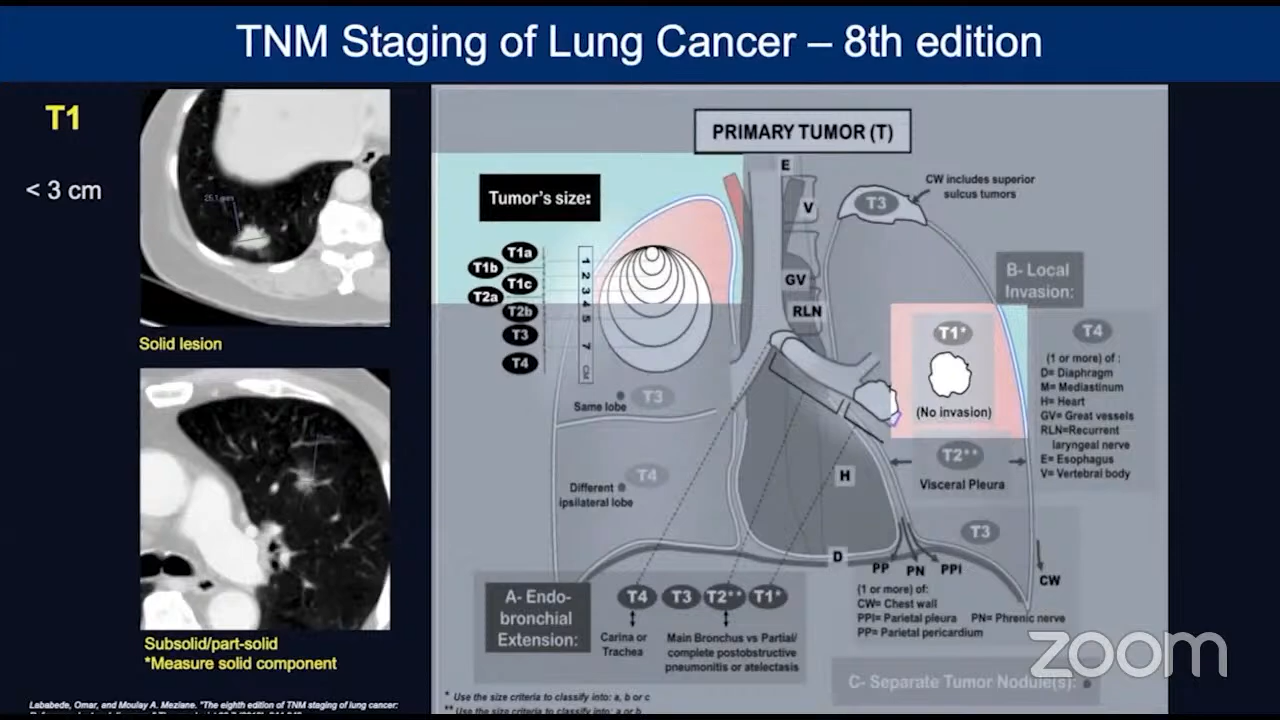 TNM Staging of Lung Cancer – 8th edition
T1
< 3 cm
Solid lesion
Subsolid/part-solid
*Measure solid component
Lababede, Omar, and Moulay A. Meziane. "The eighth edition of TNM staging of lung cancer:
PRIMARY TUMOR (T)
Tumor's size:
T1a
T1b
T1c
T2a
T2b
T3
T4
1
2
3
4
5
7
CM
Same lobe
T3
Different
ipsilateral lobe
T4
E
V
GV
RLN
H
D
T3
CW includes superior
sulcus tumors
B- Local
Invasion:
T1*
(No invasion)
T2**
Visceral Pleura
T4
(1 or more) of :
D= Diaphragm
M= Mediastinum
H= Heart
GV= Great vessels
RLN=Recurrent
laryngeal nerve
E= Esophagus
V= Vertebral body
T3
PP
PN
PPI
CW
(1 or more) of:
CW= Chest wall
PPI= Parietal pleura PN= Phrenic nerve
PP= Parietal pericardium
A- Endo-
bronchial
Extension:
T4
T3
T2**
T1*
Carina or
Trachea
Main Bronchus vs Partial/
complete postobstructive
pneumonitis or atelectasis
C- Separate Tumor Nodule(s):
* Use the size criteria to classify into: a, b or c
** Use the size criteria to classify into: a or b
zoom